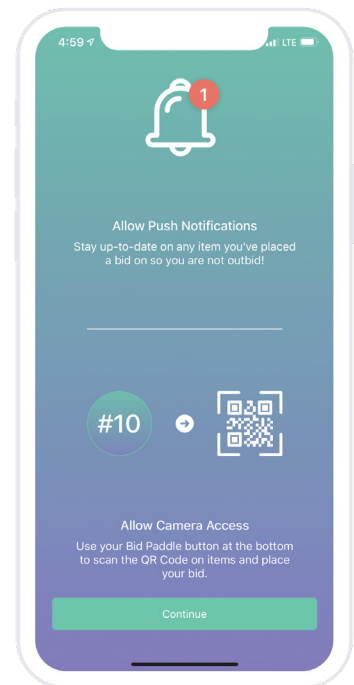 4:59
LTE
1
Allow Push Notifications
Stay up-to-date on any item you've placed
a bid on so you are not outbid!
#10
Allow Camera Access
Use your Bid Paddle button at the bottom
to scan the QR Code on items and place
your bid.
Continue